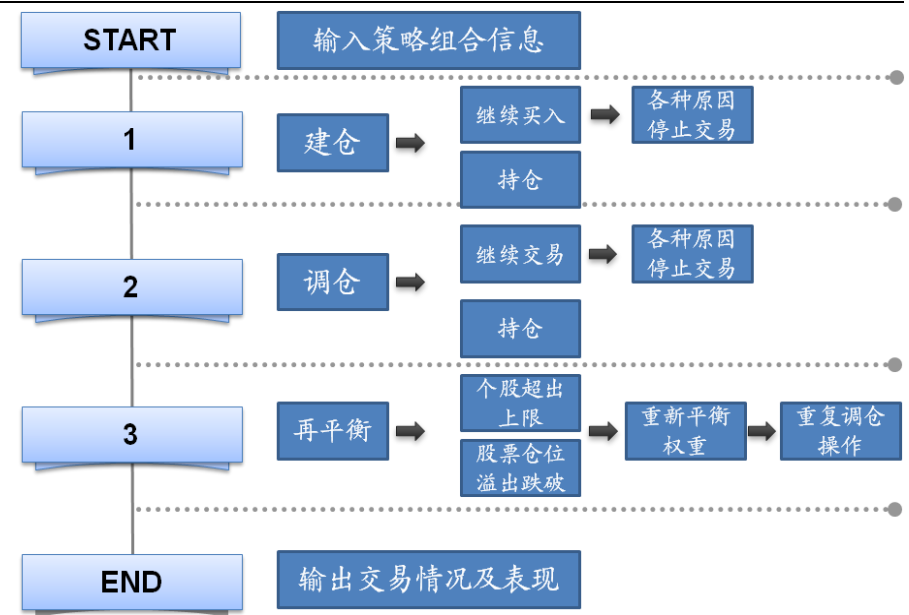 START
输入策略组合信息
1
建仓
继续买入
各种原因
停止交易
持仓
2
调仓
继续交易
各种原因
停止交易
持仓
3
再平衡
个股超出
上限
股票仓位
溢出跌破
重新平衡
权重
重复调仓
操作
END
输出交易情况及表现